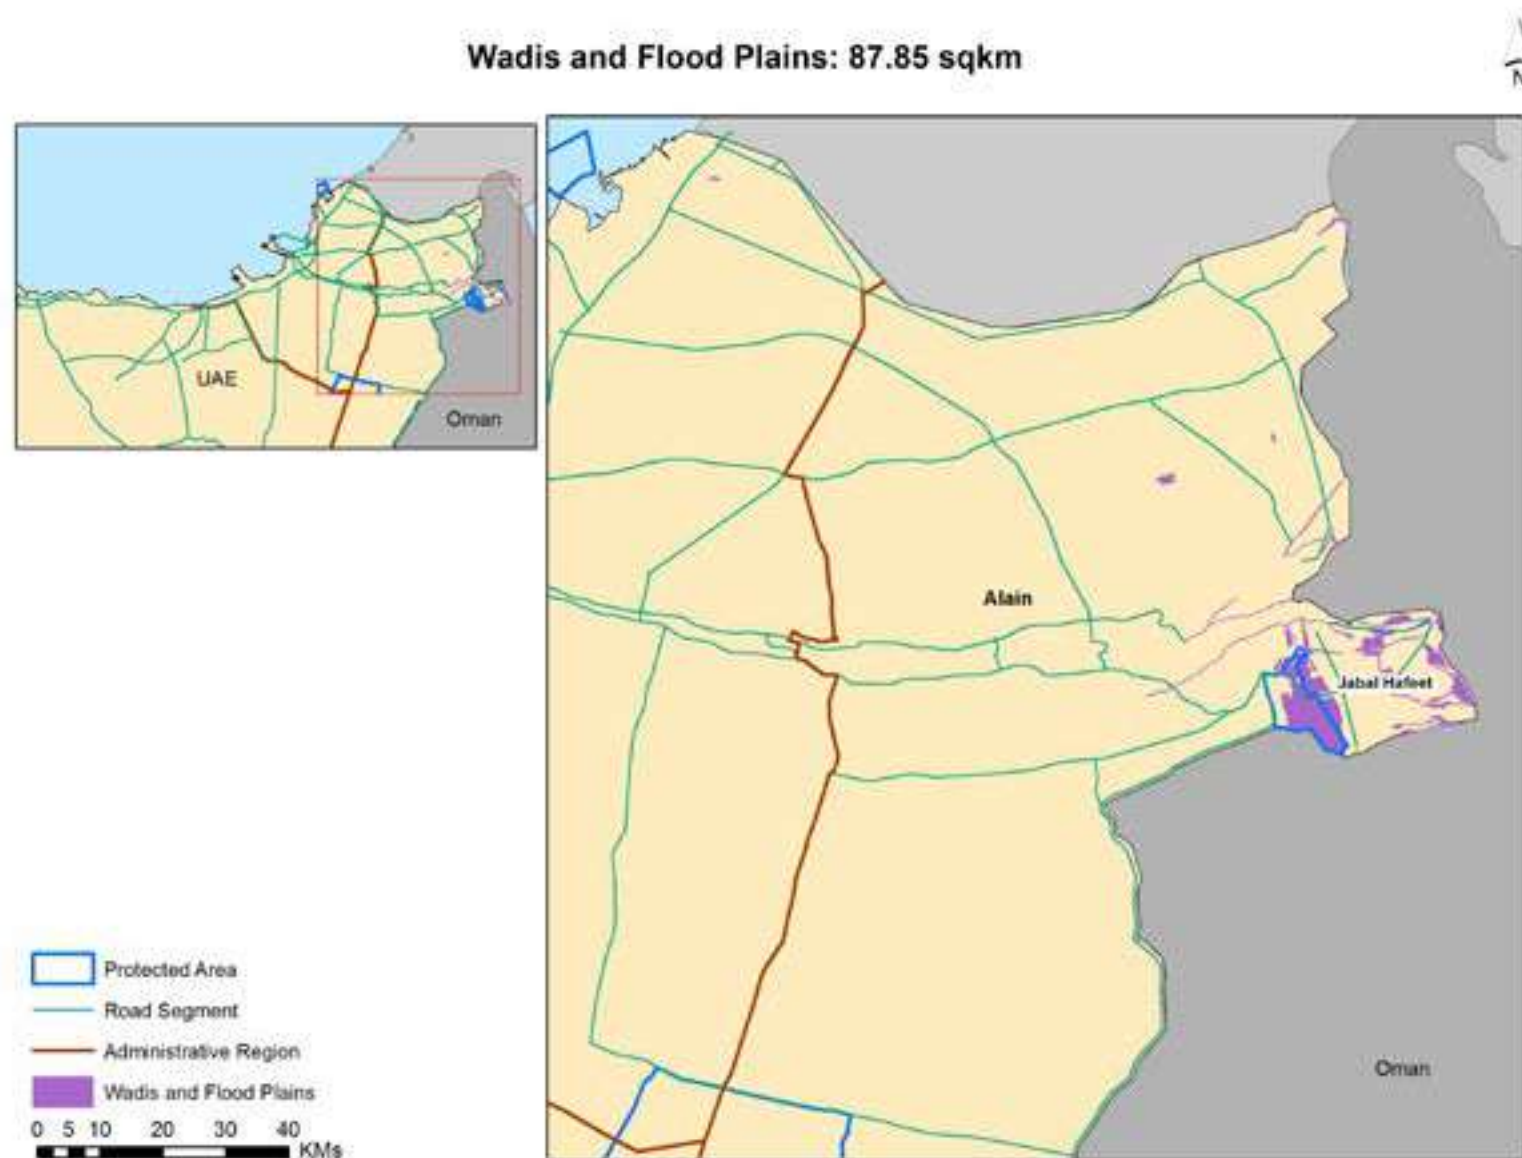 Wadis and Flood Plains: 87.85 sqkm
N
UAE
Oman
Alain
Jabal Hafeet
Oman
Protected Area
Road Segment
Administrative Region
Wadis and Flood Plains
0 5 10 20 30 40
KMs